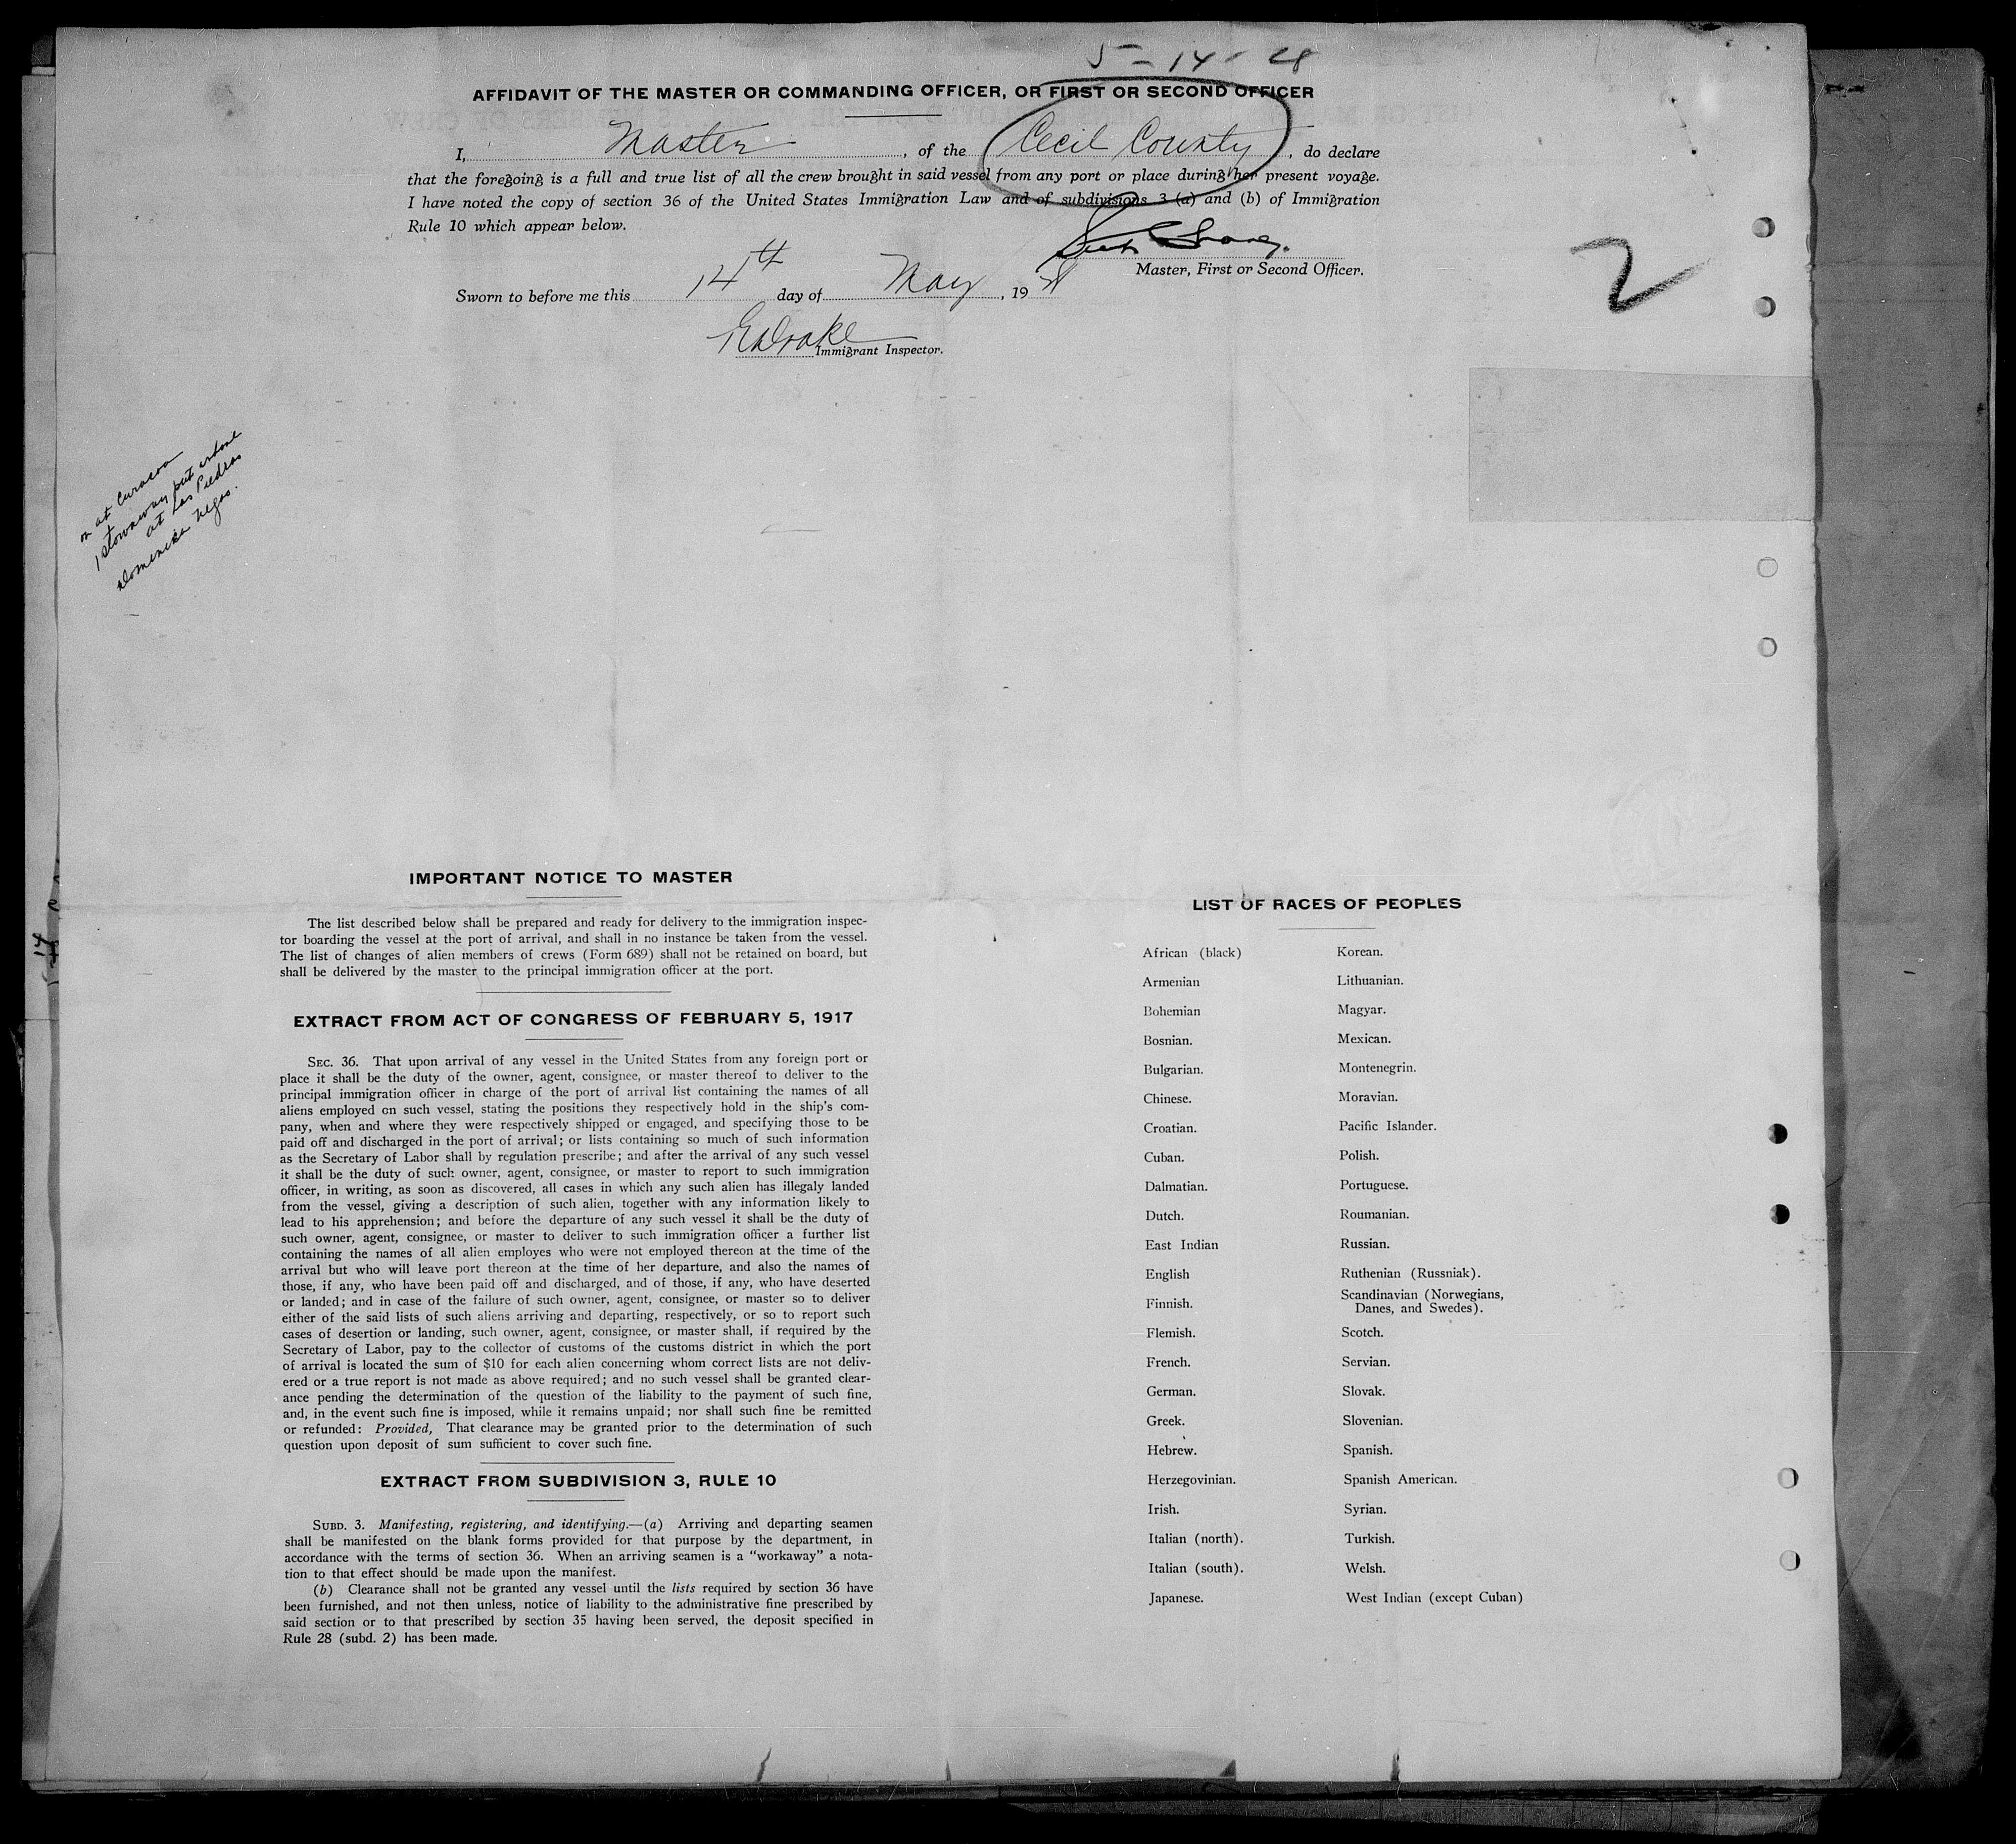 5-14-28
AFFIDAVIT OF THE MASTER OR COMMANDING OFFICER, OR FIRST OR SECOND OFFICER
I, Master, of the Cecil County, do declare
that the foregoing is a full and true list of all the crew brought in said vessel from any port or place during her present voyage.
I have noted the copy of section 36 of the United States Immigration Law and of subdivisions 3 (a) and (b) of Immigration
Rule 10 which appear below.
Master, First or Second Officer.
2
Sworn to before me this 14th day of May, 1928
Immigrant Inspector.
on at Curacoa
1 stowaway put ashore
at Las Piedras
IMPORTANT NOTICE TO MASTER
The list described below shall be prepared and ready for delivery to the immigration inspec-
tor boarding the vessel at the port of arrival, and shall in no instance be taken from the vessel.
The list of changes of alien members of crews (Form 689) shall not be retained on board, but
shall be delivered by the master to the principal immigration officer at the port.
EXTRACT FROM ACT OF CONGRESS OF FEBRUARY 5, 1917
SEC. 36. That upon arrival of any vessel in the United States from any foreign port or
place it shall be the duty of the owner, agent, consignee, or master thereof to deliver to the
principal immigration officer in charge of the port of arrival list containing the names of all
aliens employed on such vessel, stating the positions they respectively hold in the ship's com-
pany, when and where they were respectively shipped or engaged, and specifying those to be
paid off and discharged in the port of arrival; or lists containing so much of such information
as the Secretary of Labor shall by regulation prescribe; and after the arrival of any such vessel
it shall be the duty of such owner, agent, consignee, or master to report to such immigration
officer, in writing, as soon as discovered, all cases in which any such alien has illegaly landed
from the vessel, giving a description of such alien, together with any information likely to
lead to his apprehension; and before the departure of any such vessel it shall be the duty of
such owner, agent, consignee, or master to deliver to such immigration officer a further list
containing the names of all alien employes who were not employed thereon at the time of the
arrival but who will leave port thereon at the time of her departure, and also the names of
those, if any, who have been paid off and discharged, and of those, if any, who have deserted
or landed; and in case of the failure of such owner, agent, consignee, or master so to deliver
either of the said lists of such aliens arriving and departing, respectively, or so to report such
cases of desertion or landing, such owner, agent, consignee, or master shall, if required by the
Secretary of Labor, pay to the collector of customs of the customs district in which the port
of arrival is located the sum of $10 for each alien concerning whom correct lists are not deliv-
ered or a true report is not made as above required; and no such vessel shall be granted clear-
ance pending the determination of the question of the liability to the payment of such fine,
and, in the event such fine is imposed, while it remains unpaid; nor shall such fine be remitted
or refunded: Provided, That clearance may be granted prior to the determination of such
question upon deposit of sum sufficient to cover such fine.
EXTRACT FROM SUBDIVISION 3, RULE 10
SUBD. 3. Manifesting, registering, and identifying.—(a) Arriving and departing seamen
shall be manifested on the blank forms provided for that purpose by the department, in
accordance with the terms of section 36. When an arriving seamen is a "workaway" a nota-
tion to that effect should be made upon the manifest.
(b) Clearance shall not be granted any vessel until the lists required by section 36 have
been furnished, and not then unless, notice of liability to the administrative fine prescribed by
said section or to that prescribed by section 35 having been served, the deposit specified in
Rule 28 (subd. 2) has been made.
LIST OF RACES OF PEOPLES
African (black) Korean.
Armenian Lithuanian.
Bohemian Magyar.
Bosnian. Mexican.
Bulgarian. Montenegrin.
Chinese. Moravian.
Croatian. Pacific Islander.
Cuban. Polish.
Dalmatian. Portuguese.
Dutch. Roumanian.
East Indian Russian.
English Ruthenian (Russniak).
Finnish. Scandinavian (Norwegians,
Danes, and Swedes).
Flemish. Scotch.
French. Servian.
German. Slovak.
Greek. Slovenian.
Hebrew. Spanish.
Herzegovinian. Spanish American.
Irish. Syrian.
Italian (north). Turkish.
Italian (south). Welsh.
Japanese. West Indian (except Cuban)